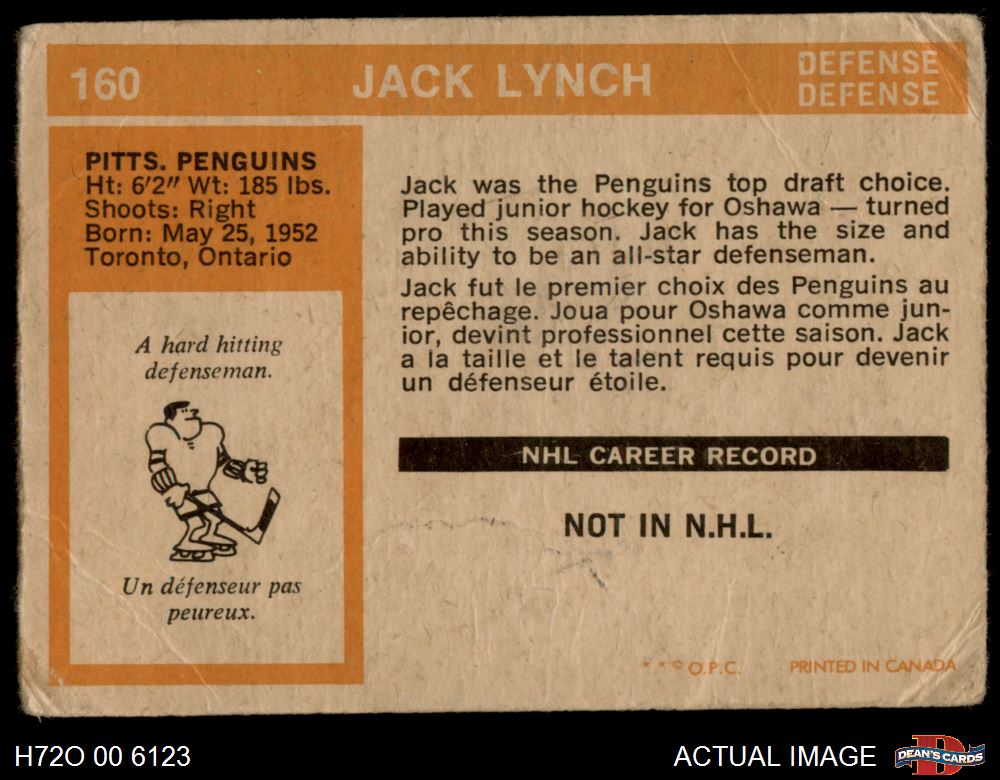 160
JACK LYNCH
DEFENSE
DEFENSE
PITTS. PENGUINS
Ht: 6'2" Wt: 185 lbs.
Shoots: Right
Born: May 25, 1952
Toronto, Ontario
A hard hitting
defenseman.
Un défenseur pas
peureux.
Jack was the Penguins top draft choice.
Played junior hockey for Oshawa — turned
pro this season. Jack has the size and
ability to be an all-star defenseman.
Jack fut le premier choix des Penguins au
repêchage. Joua pour Oshawa comme jun-
ior, devint professionnel cette saison. Jack
a la taille et le talent requis pour devenir
un défenseur étoile.
NHL CAREER RECORD
NOT IN N.H.L.
* * © O.P.C.
PRINTED IN CANADA
H72O 00 6123
ACTUAL IMAGE
D
DEAN'S CARDS